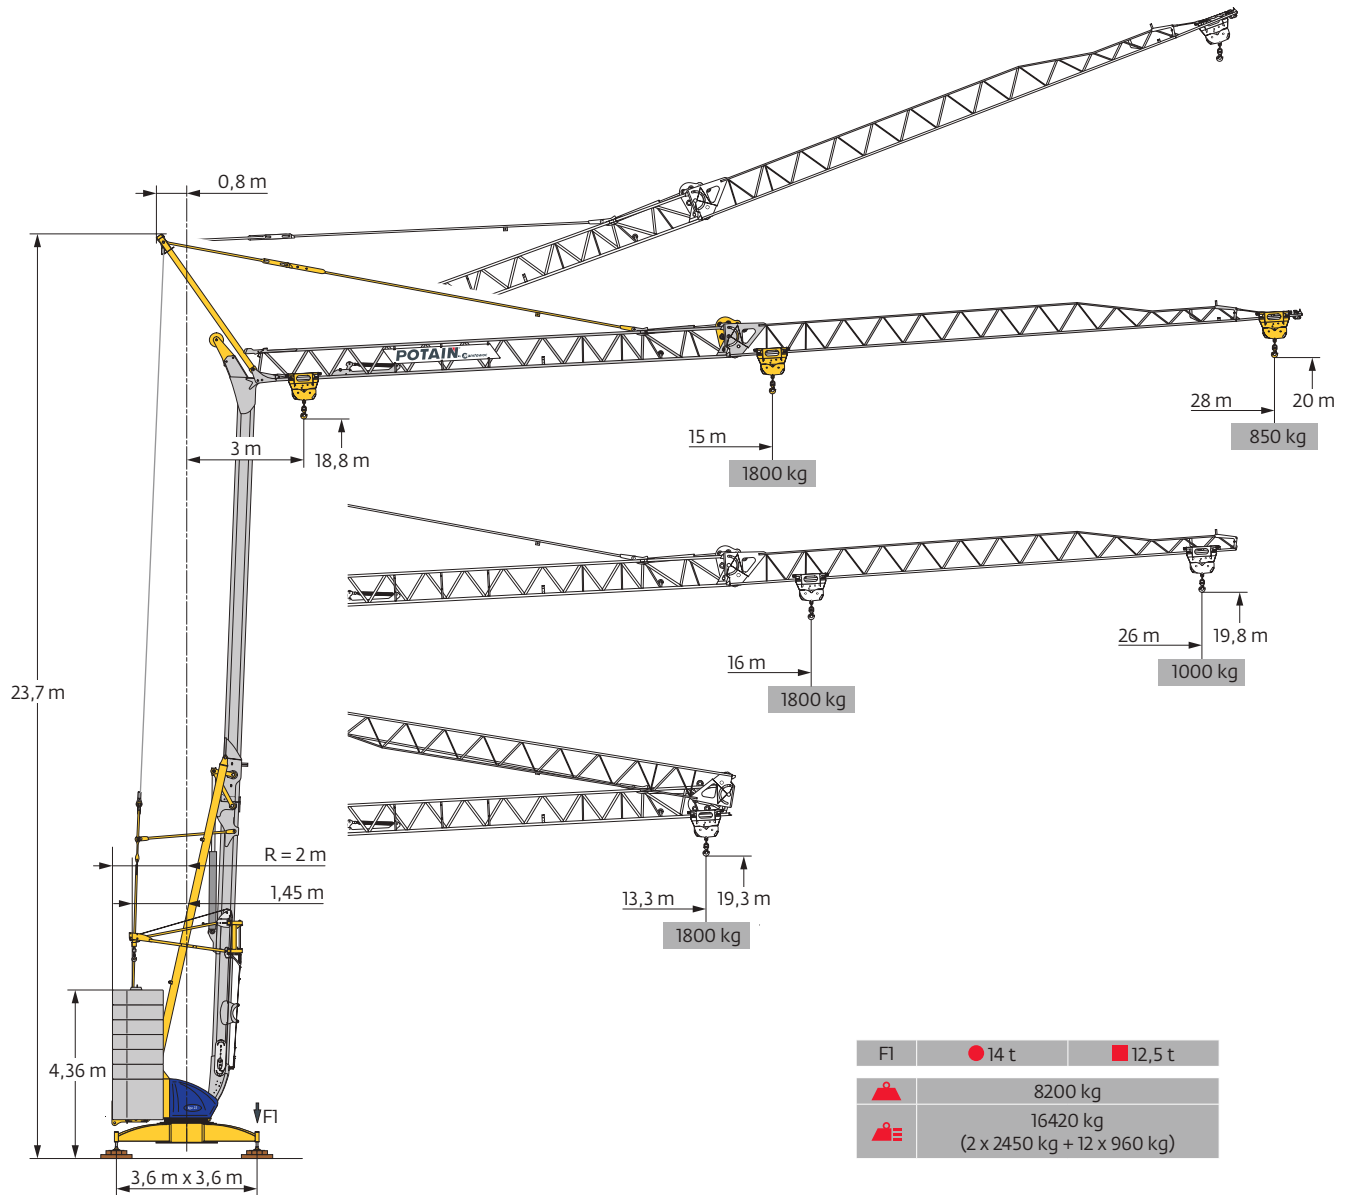 0,8 m
POTAIN
3 m
18,8 m
15 m
1800 kg
28 m
20 m
850 kg
16 m
1800 kg
26 m
19,8 m
1000 kg
23,7 m
13,3 m
19,3 m
1800 kg
R = 2 m
1,45 m
4,36 m
F1
3,6 m x 3,6 m
F1 14 t 12,5 t
8200 kg
16420 kg
(2 x 2450 kg + 12 x 960 kg)